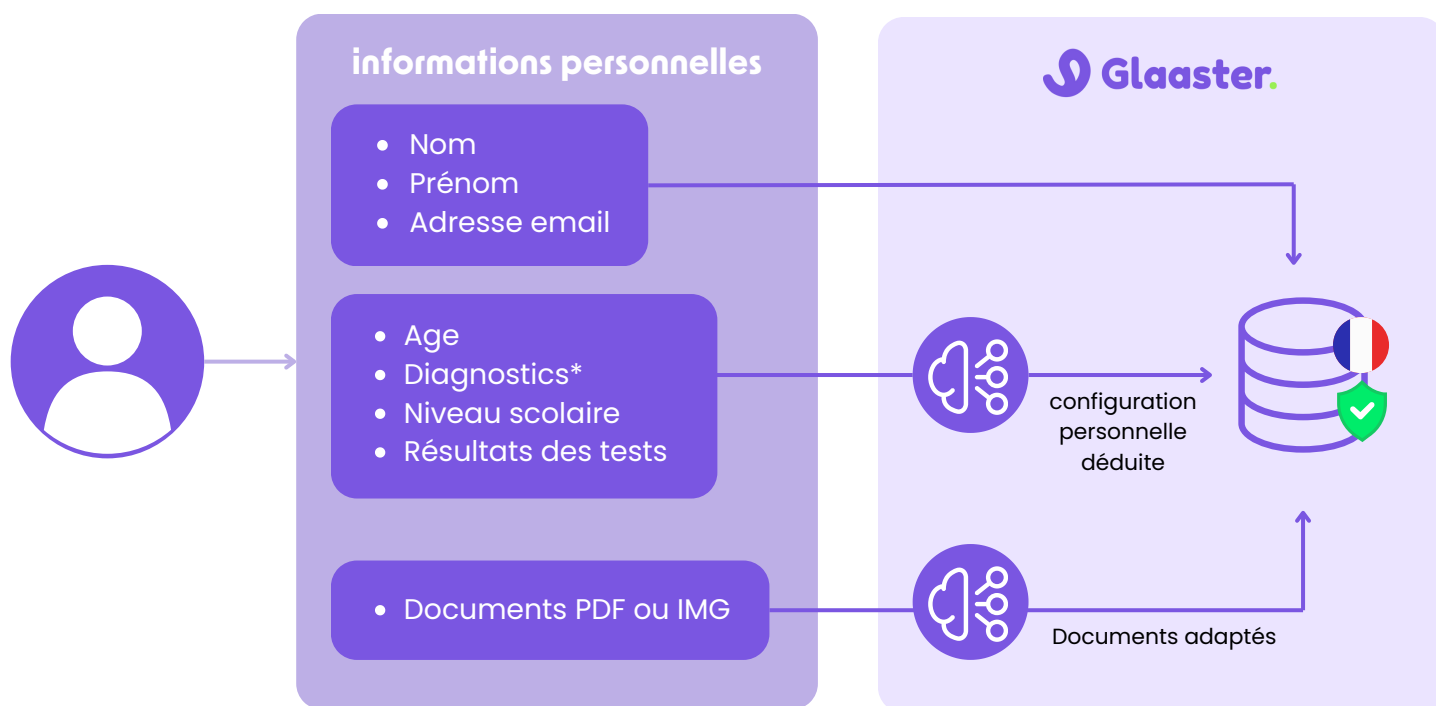 informations personnelles
Glaaster.
• Nom
• Prénom
• Adresse email
• Age
• Diagnostics*
• Niveau scolaire
• Résultats des tests
configuration
personnelle
déduite
• Documents PDF ou IMG
Documents adaptés